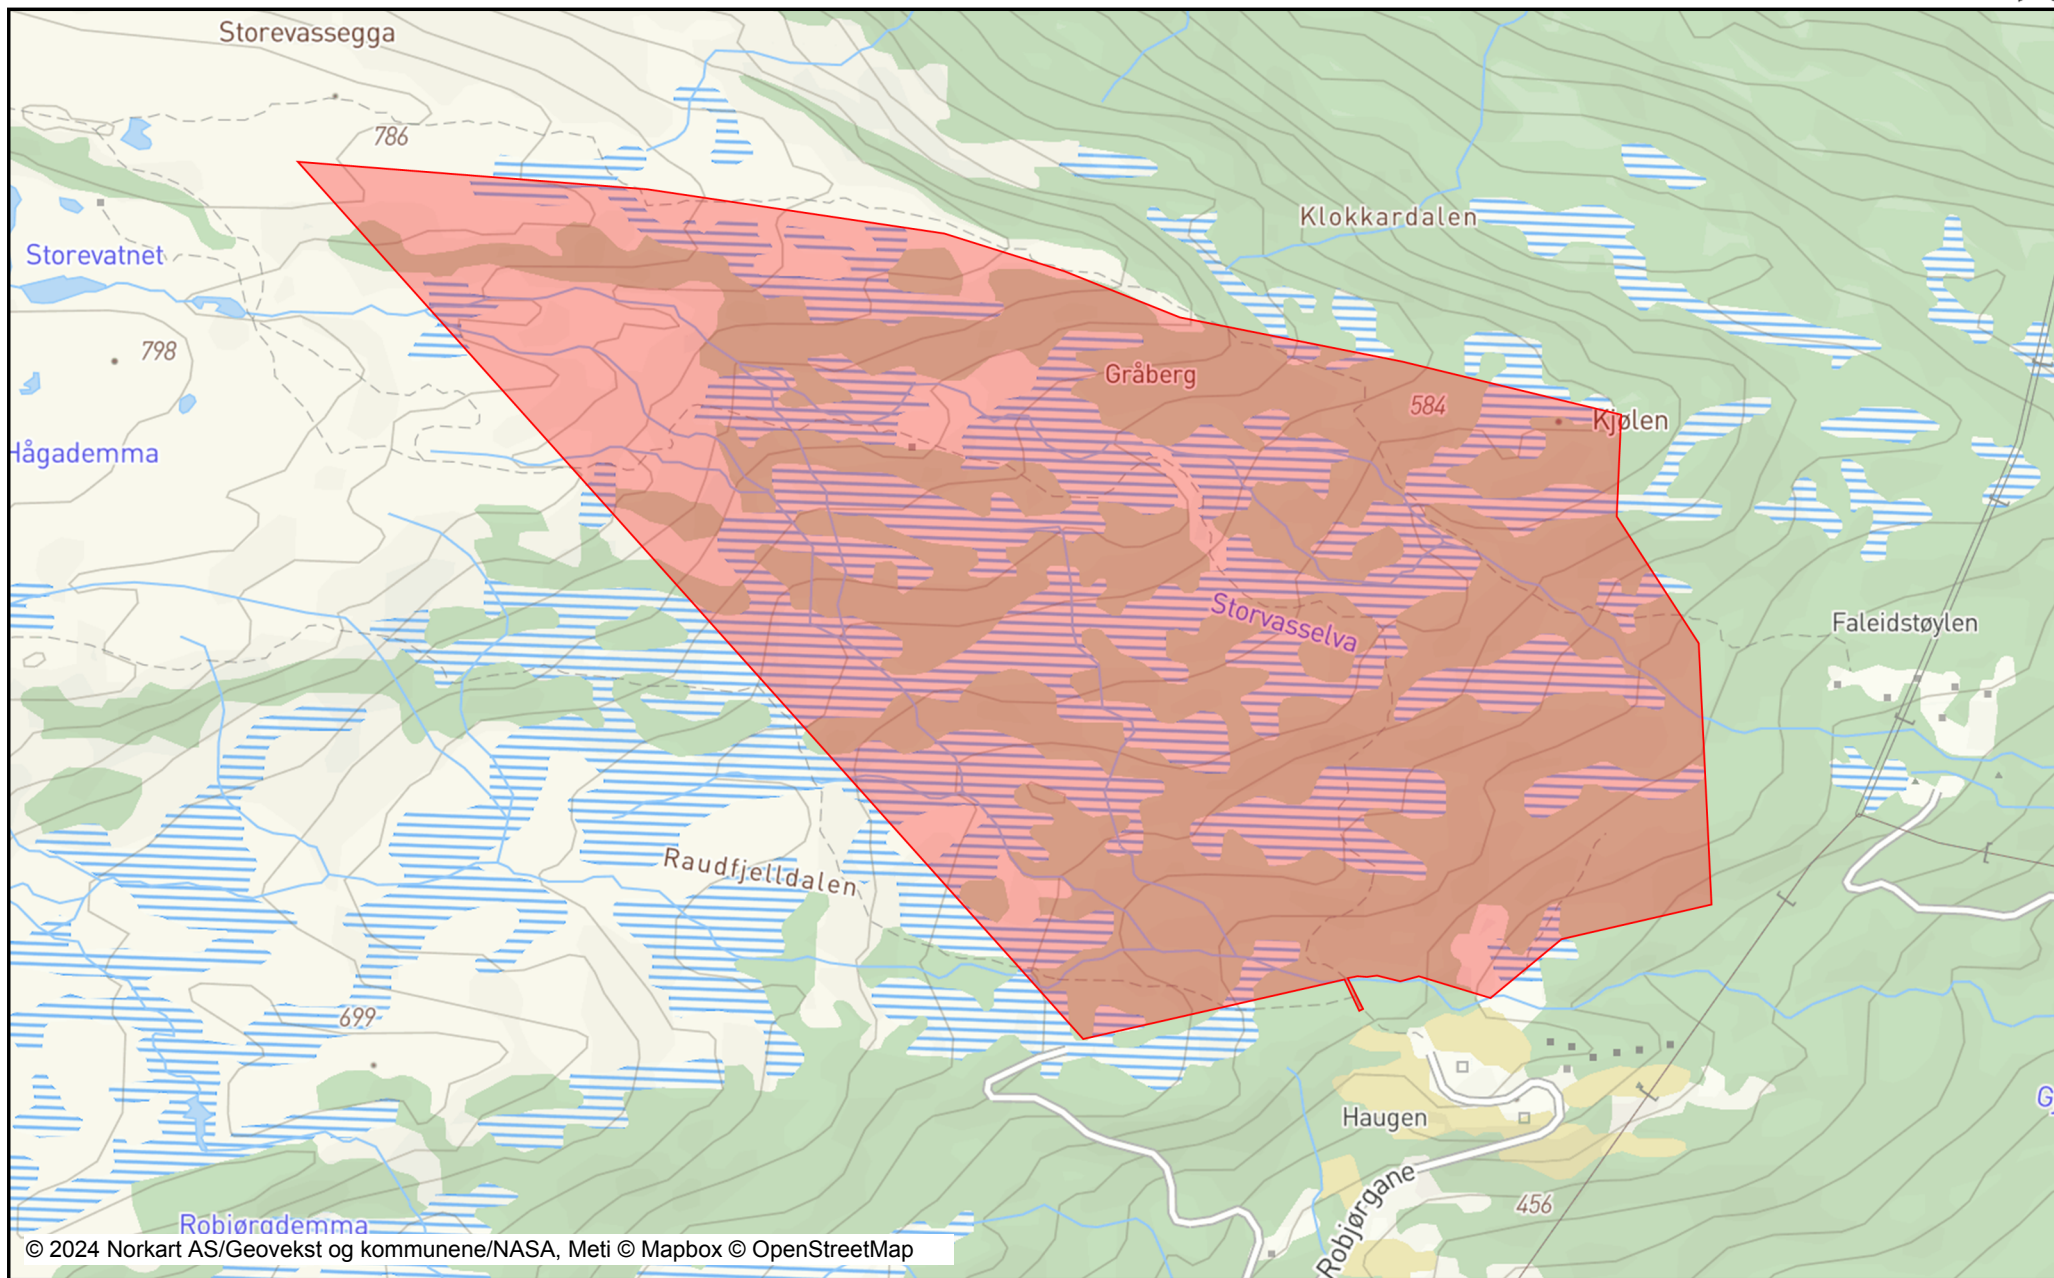 Storevassegga
786
Klokkardalen
Storevatnet
798
Gråberg
584
Kjølen
Hågademma
Storvasselva
Faleidstøylen
Raudfjelldalen
699
Haugen
Robjørgane
456
Robjørgdemma
© 2024 Norkart AS/Geovekst og kommunene/NASA, Meti © Mapbox © OpenStreetMap